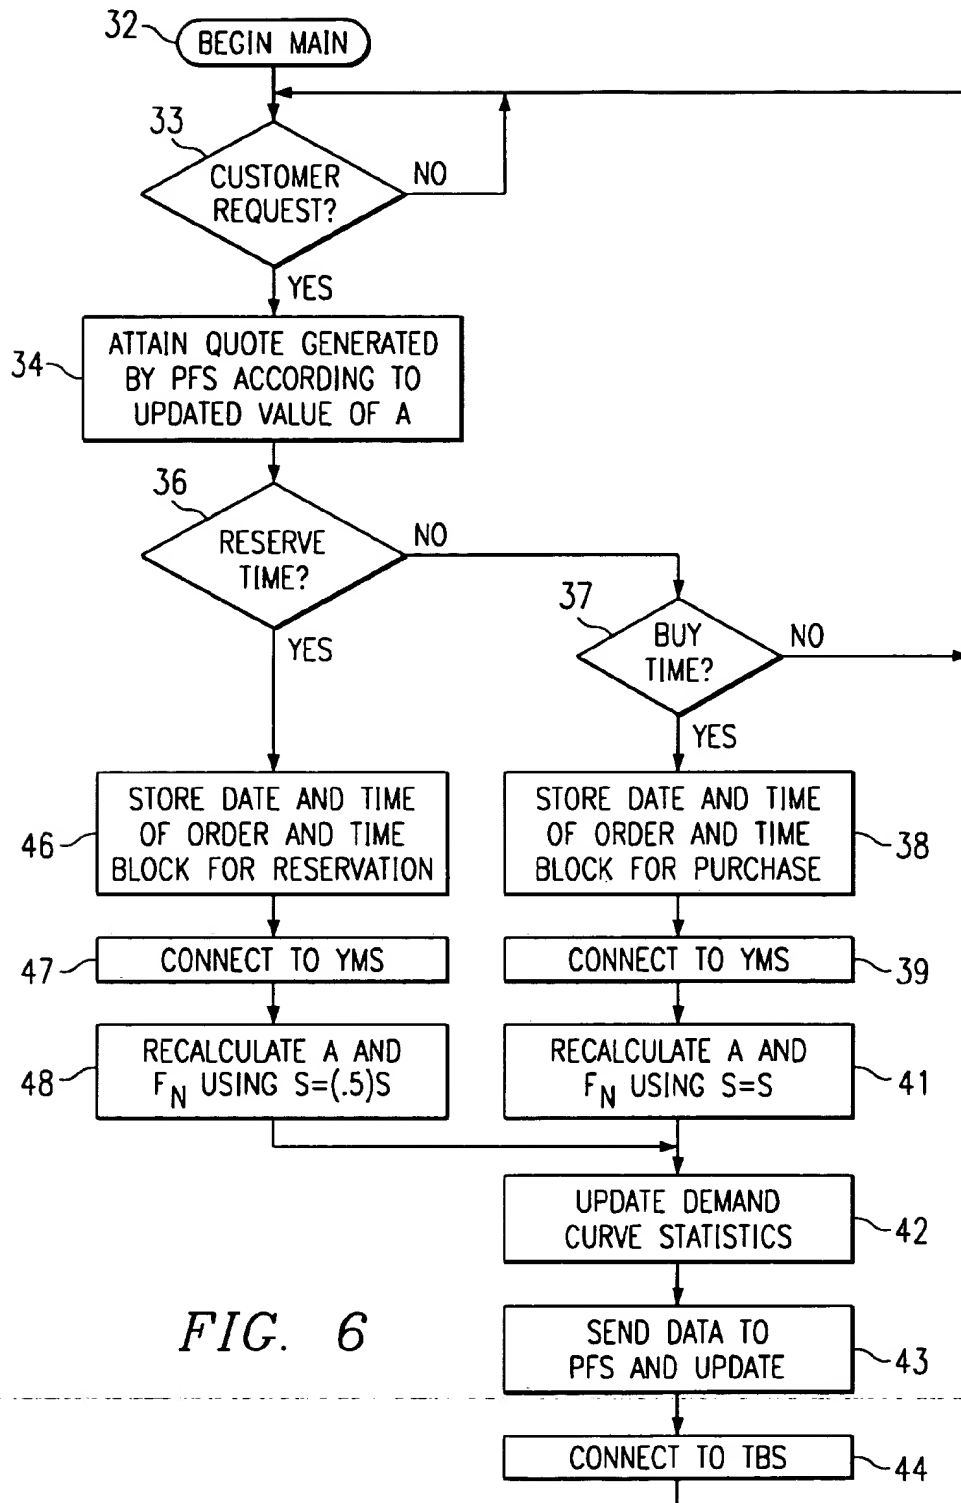 32
BEGIN MAIN
33
CUSTOMER
REQUEST?
NO
YES
34
ATTAIN QUOTE GENERATED
BY PFS ACCORDING TO
UPDATED VALUE OF A
36
RESERVE
TIME?
NO
YES
37
BUY
TIME?
NO
YES
46
STORE DATE AND TIME
OF ORDER AND TIME
BLOCK FOR RESERVATION
STORE DATE AND TIME
OF ORDER AND TIME
BLOCK FOR PURCHASE
38
47
CONNECT TO YMS
CONNECT TO YMS
39
48
RECALCULATE A AND
F_N USING S=(.5)S
RECALCULATE A AND
F_N USING S=S
41
UPDATE DEMAND
CURVE STATISTICS
42
SEND DATA TO
PFS AND UPDATE
43
FIG. 6
CONNECT TO TBS
44